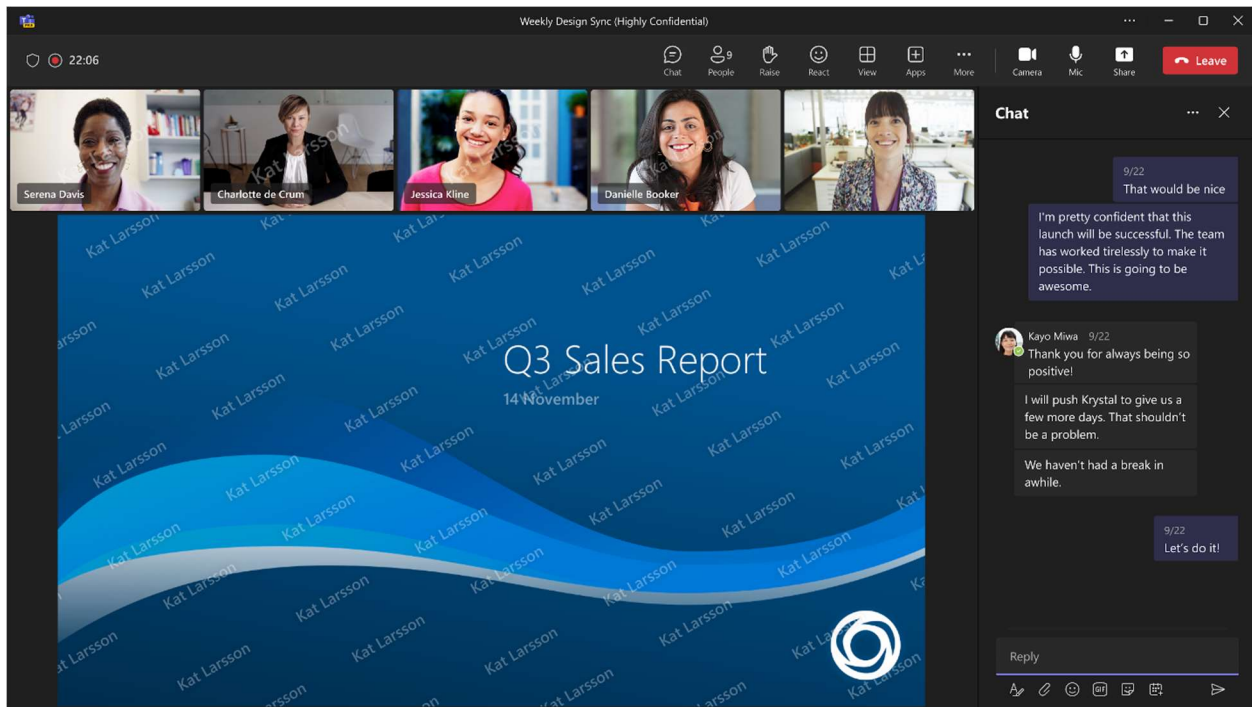 Weekly Design Sync (Highly Confidential)
22:06
Chat
People
9
Raise
React
View
Apps
More
Camera
Mic
Share
Leave
Serena Davis
Charlotte de Crum
Jessica Kline
Danielle Booker
Kat Larsson
Q3 Sales Report
14 November
Chat
9/22
That would be nice
I'm pretty confident that this
launch will be successful. The team
has worked tirelessly to make it
possible. This is going to be
awesome.
Kayo Miwa 9/22
Thank you for always being so
positive!
I will push Krystal to give us a
few more days. That shouldn't
be a problem.
We haven't had a break in
awhile.
9/22
Let's do it!
Reply
GIF